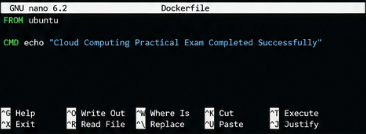 GNU nano 6.2 Dockerfile
FROM ubuntu
CMD echo "Cloud Computing Practical Exam Completed Successfully"
^G Help ^O Write Out ^W Where Is ^K Cut ^T Execute
^X Exit ^R Read File ^\ Replace ^U Paste ^J Justify